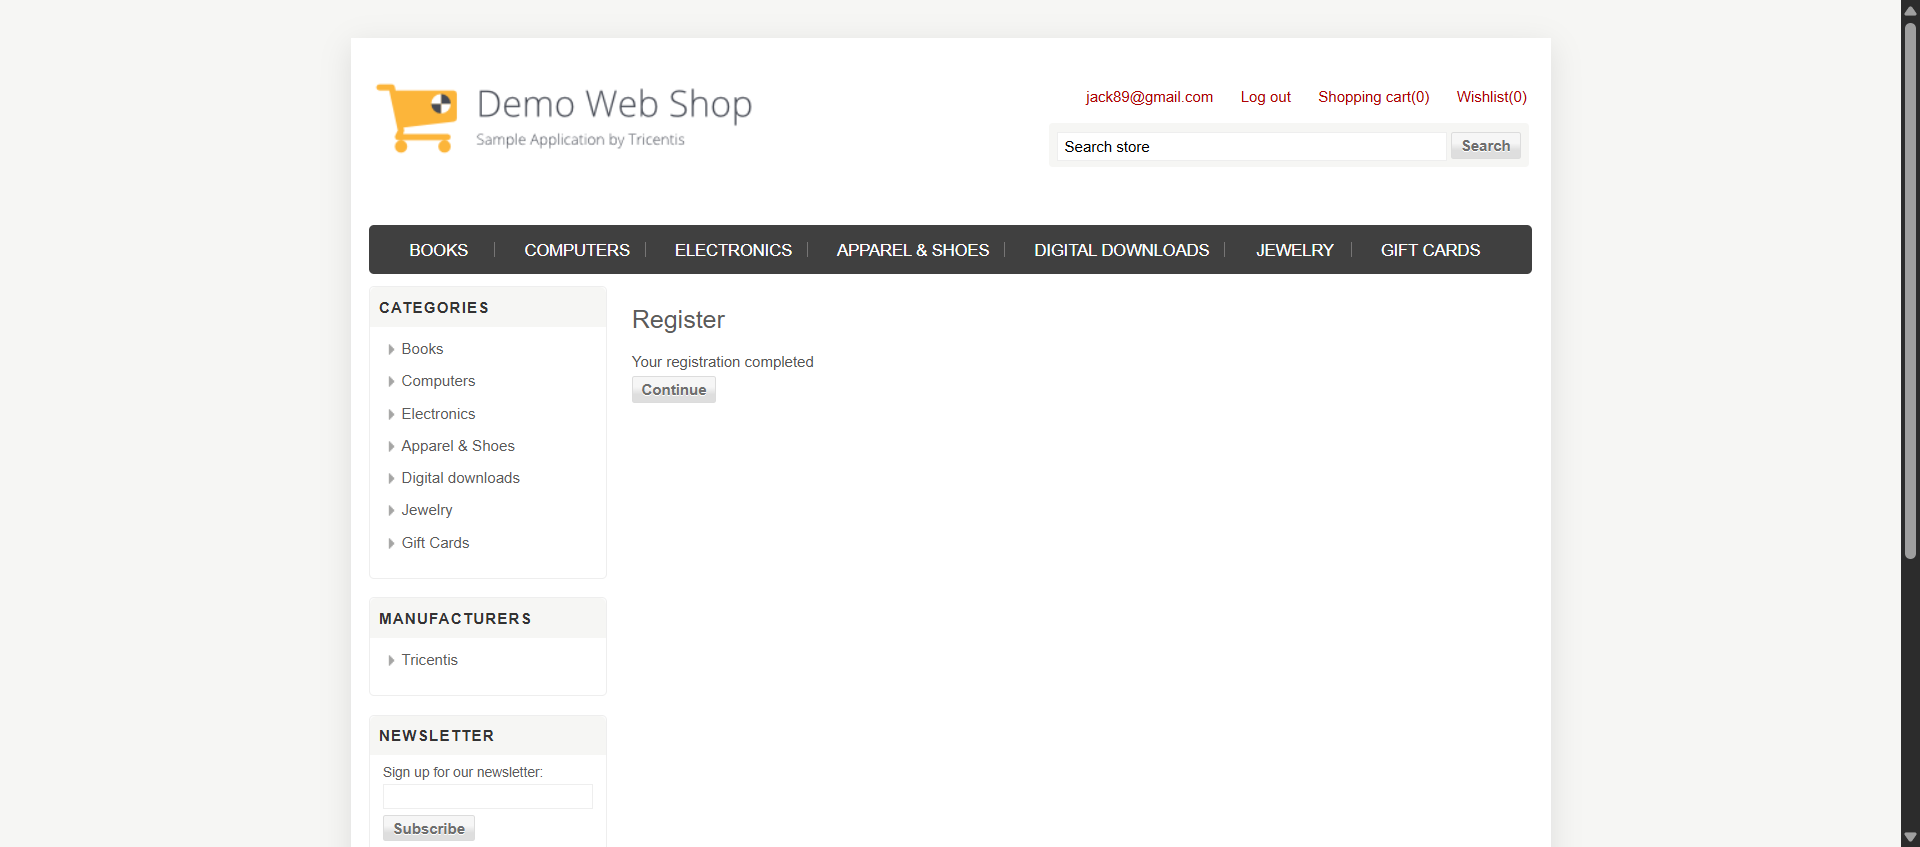 Demo Web Shop
Sample Application by Tricentis
jack89@gmail.com Log out Shopping cart(0) Wishlist(0)
Search store Search
BOOKS COMPUTERS ELECTRONICS APPAREL & SHOES DIGITAL DOWNLOADS JEWELRY GIFT CARDS
CATEGORIES
Books
Computers
Electronics
Apparel & Shoes
Digital downloads
Jewelry
Gift Cards
MANUFACTURERS
Tricentis
NEWSLETTER
Sign up for our newsletter:
Subscribe
Register
Your registration completed
Continue